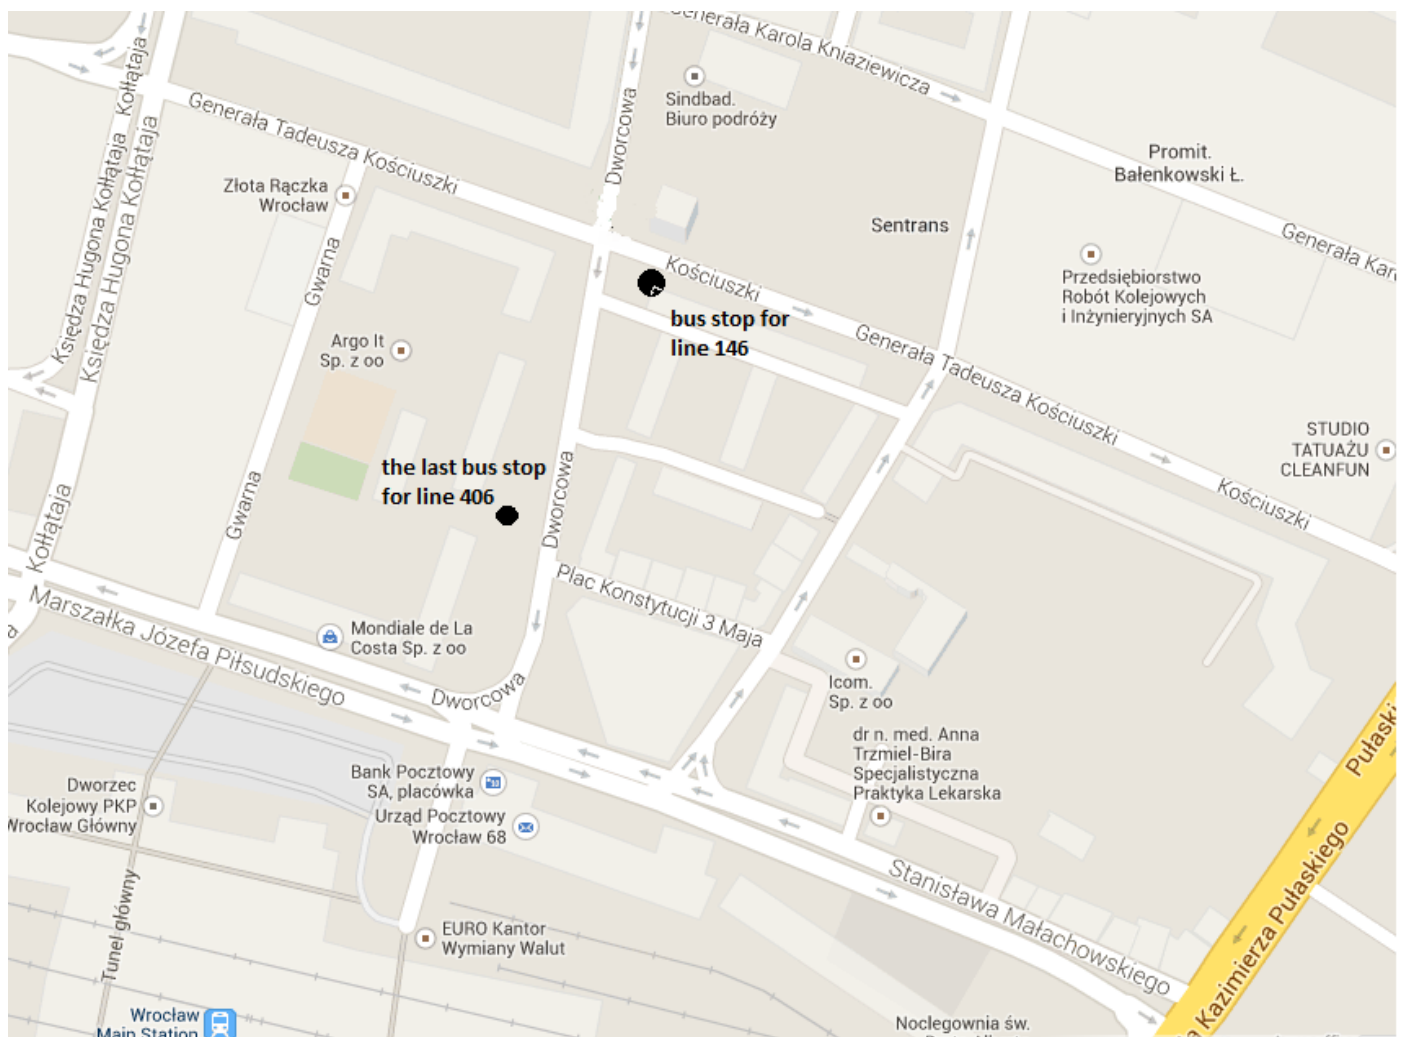 Generała Karola Kniaziewicza
Kołłątaja
Księdza Hugona Kołłątaja
Księdza Hugona Kołłątaja
Generała Tadeusza Kościuszki
Dworcowa
Sindbad.
Biuro podróży
Promit.
Bałenkowski Ł.
Złota Rączka
Wrocław
Sentrans
Generała Kar
Gwarna
Kościuszki
Przedsiębiorstwo
Robót Kolejowych
i Inżynieryjnych SA
bus stop for
line 146
Argo It
Sp. z oo
Generała Tadeusza Kościuszki
STUDIO
TATUAŻU
CLEANFUN
the last bus stop
for line 406
Kościuszki
Gwarna
Dworcowa
Kołłątaja
Plac Konstytucji 3 Maja
Marszałka Józefa Piłsudskiego
Mondiale de La
Costa Sp. z oo
Dworcowa
Icom.
Sp. z oo
dr n. med. Anna
Trzmiel-Bira
Specjalistyczna
Praktyka Lekarska
Pułaski
Bank Pocztowy
SA, placówka
Urząd Pocztowy
Wrocław 68
Dworzec
Kolejowy PKP
Wrocław Główny
Tunel główny
Stanisława Małachowskiego
a Kazimierza Pułaskiego
EURO Kantor
Wymiany Walut
Wrocław
Main Station
Noclegownia św.